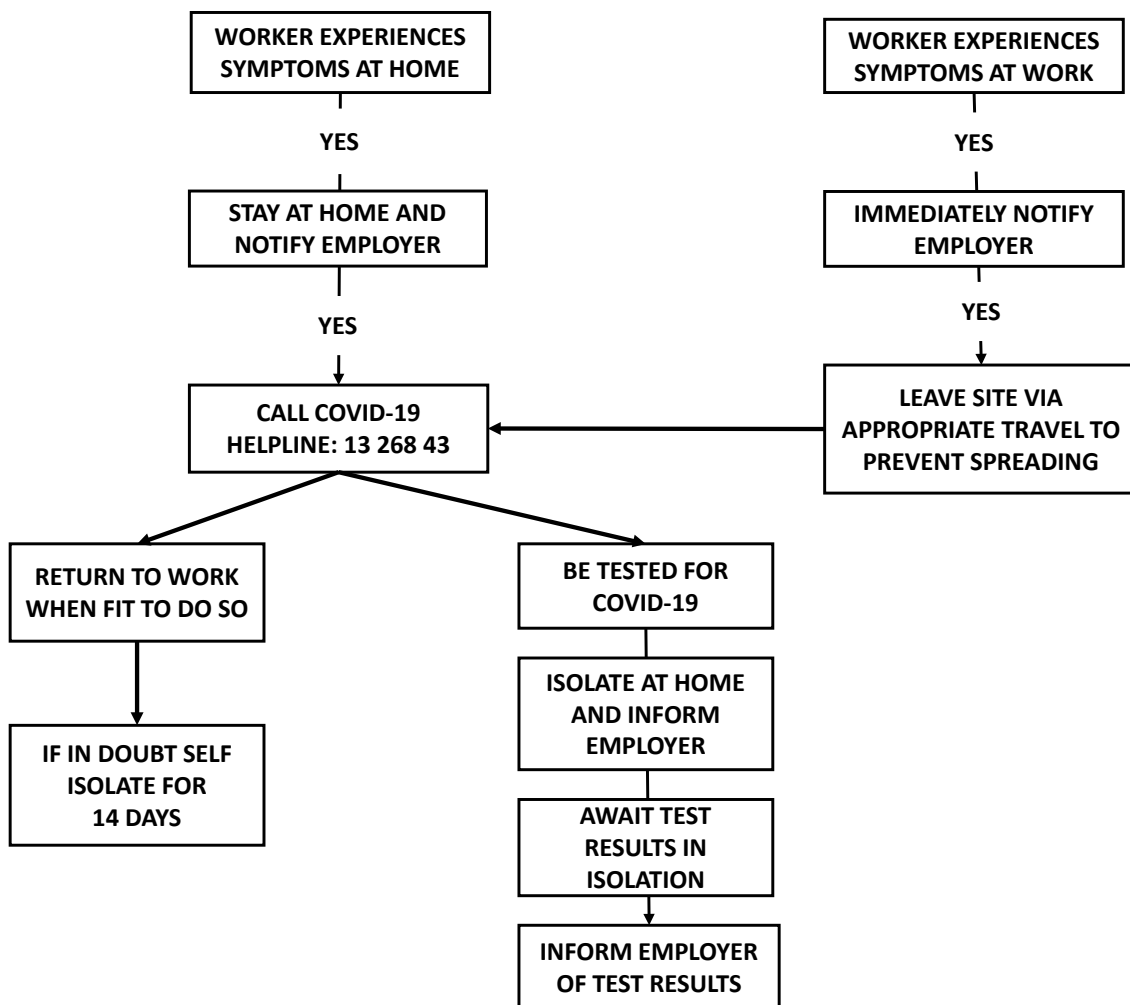 WORKER EXPERIENCES
SYMPTOMS AT HOME
YES
STAY AT HOME AND
NOTIFY EMPLOYER
YES
WORKER EXPERIENCES
SYMPTOMS AT WORK
YES
IMMEDIATELY NOTIFY
EMPLOYER
YES
LEAVE SITE VIA
APPROPRIATE TRAVEL TO
PREVENT SPREADING
CALL COVID-19
HELPLINE: 13 268 43
RETURN TO WORK
WHEN FIT TO DO SO
IF IN DOUBT SELF
ISOLATE FOR
14 DAYS
BE TESTED FOR
COVID-19
ISOLATE AT HOME
AND INFORM
EMPLOYER
AWAIT TEST
RESULTS IN
ISOLATION
INFORM EMPLOYER
OF TEST RESULTS